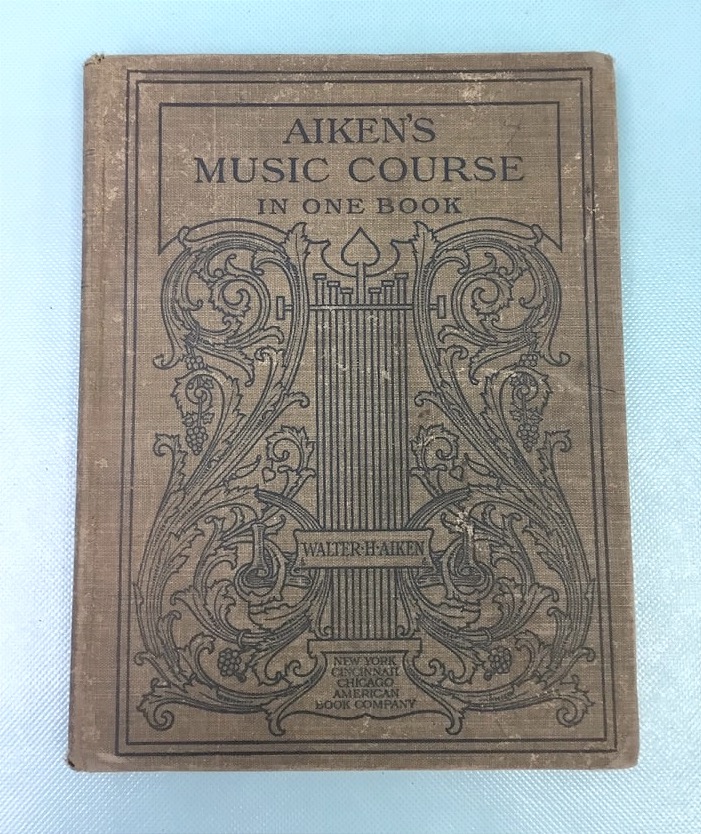 AIKEN'S
MUSIC COURSE
IN ONE BOOK
WALTER·H·AIKEN
NEW YORK
CINCINNATI
CHICAGO
AMERICAN
BOOK COMPANY